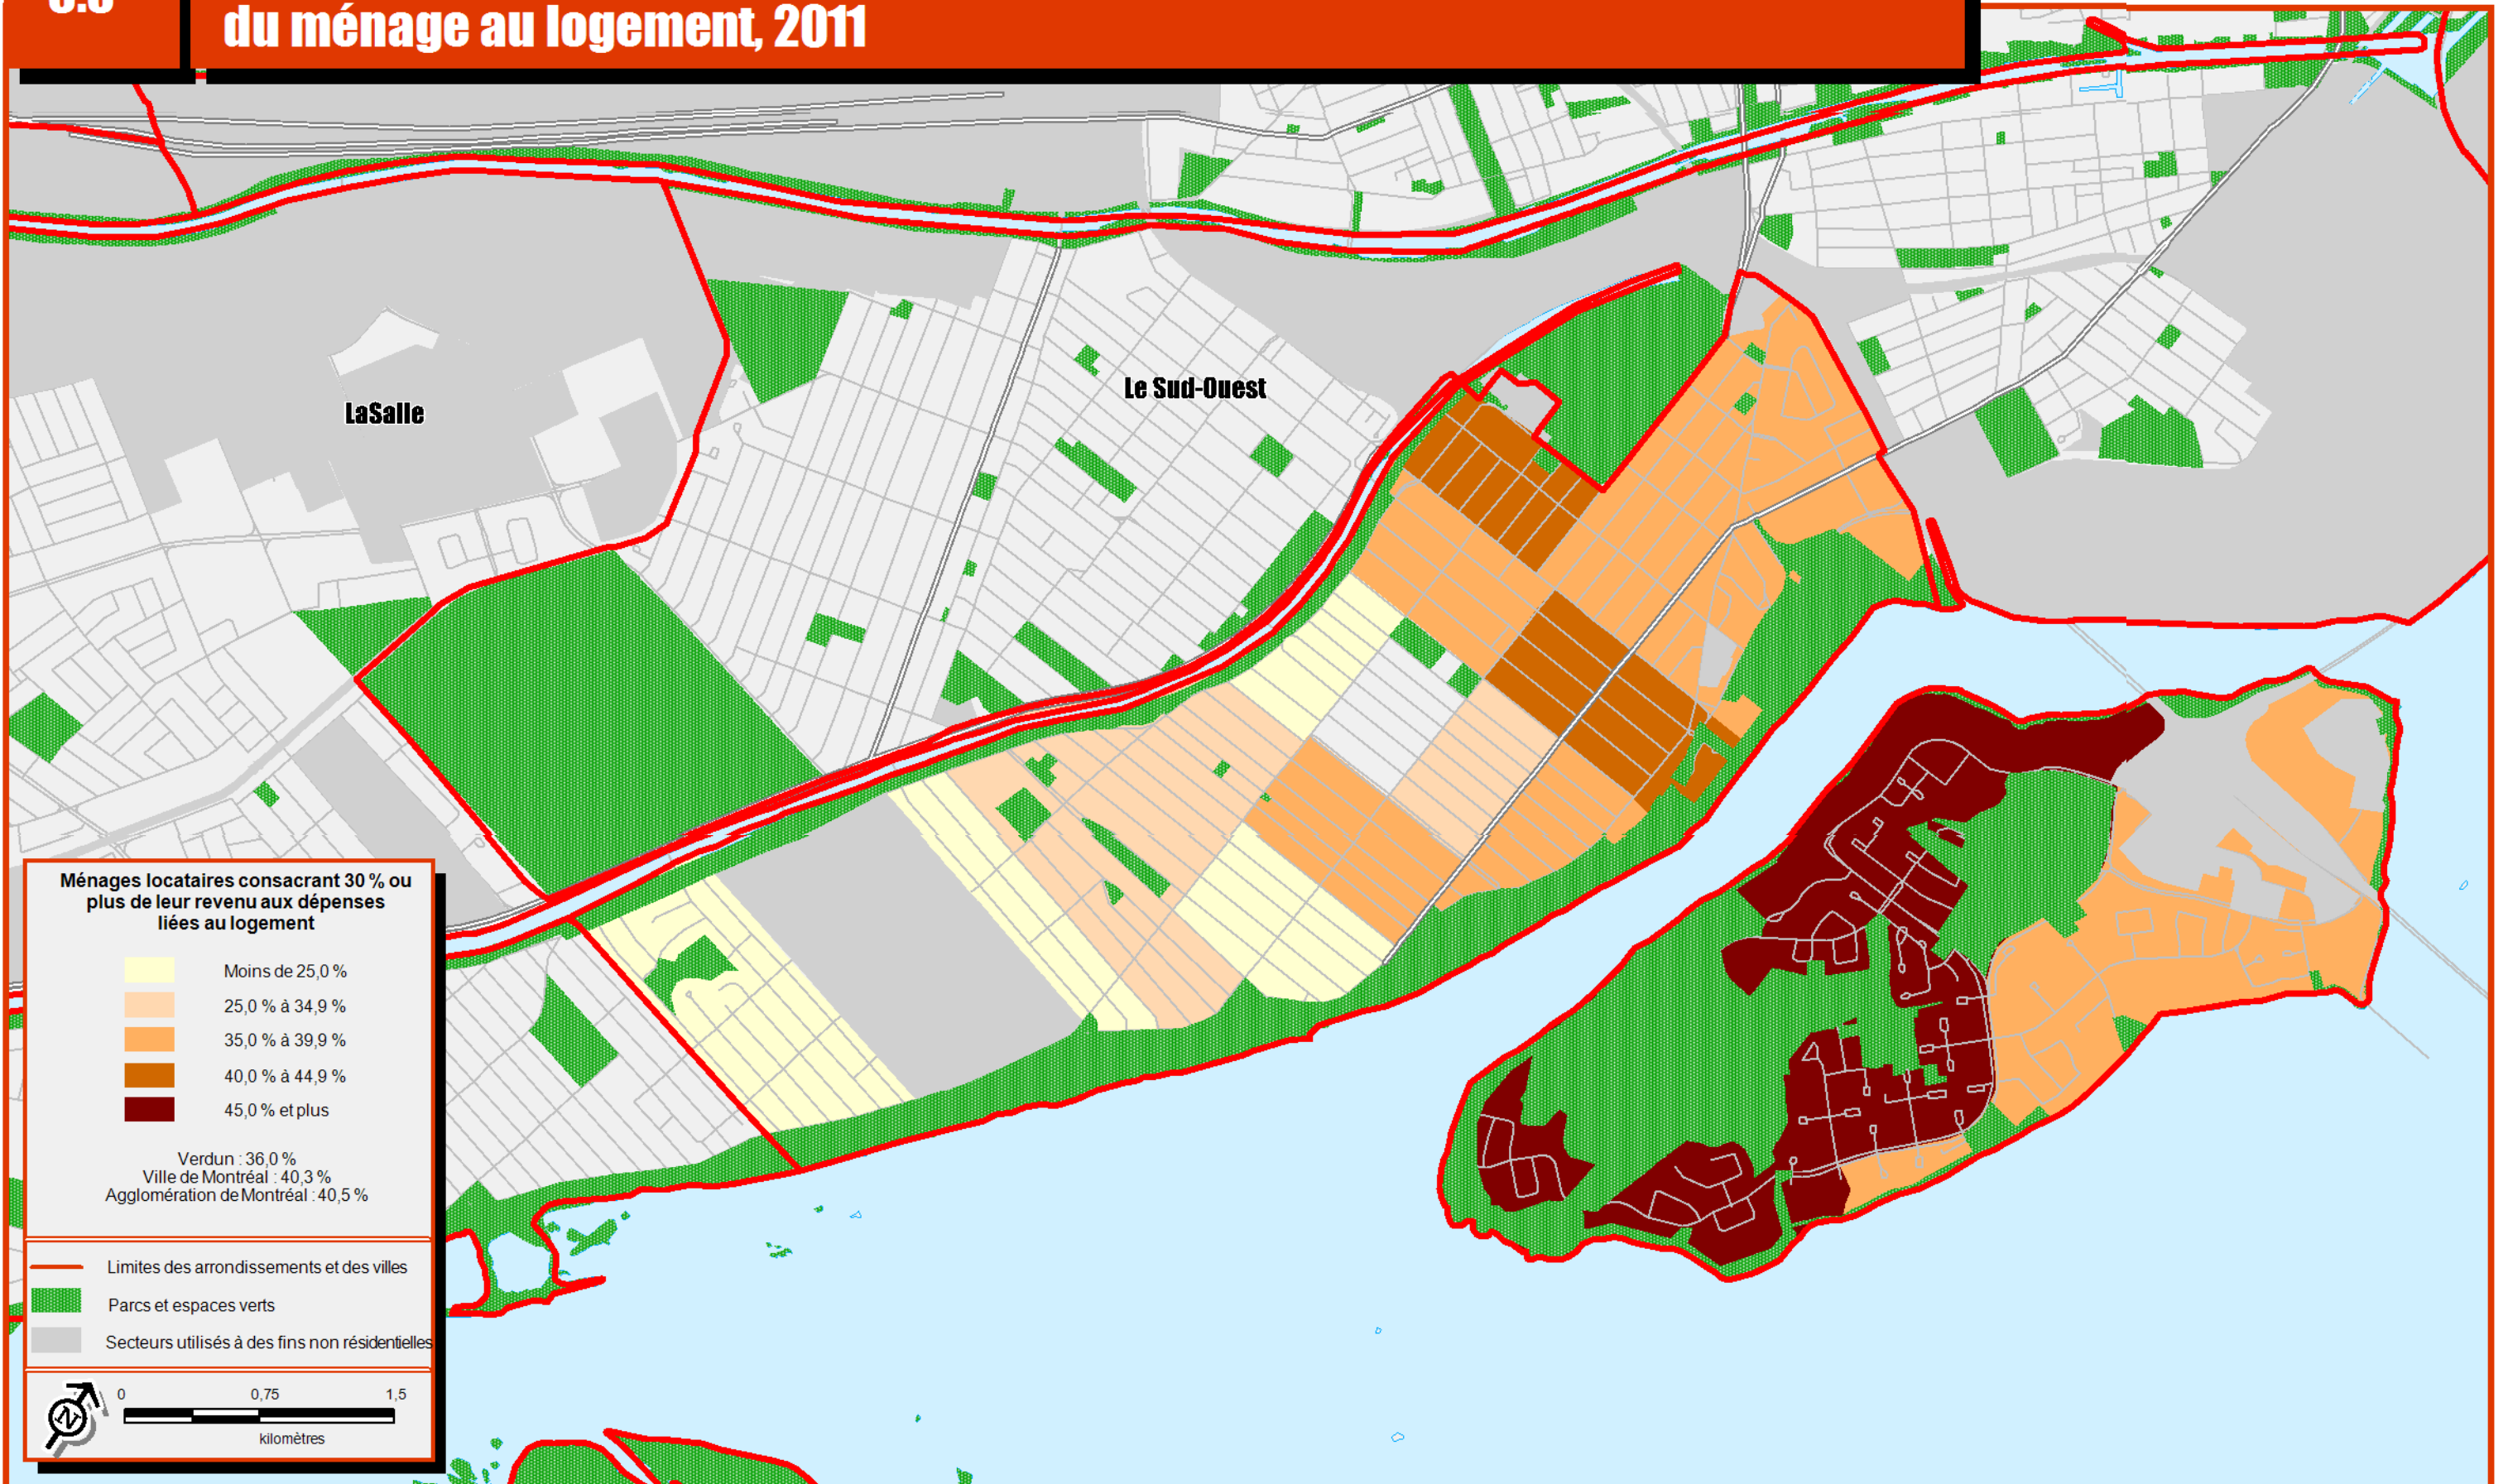 du ménage au logement, 2011
LaSalle
Le Sud-Ouest
Ménages locataires consacrant 30 % ou
plus de leur revenu aux dépenses
liées au logement
Moins de 25,0 %
25,0 % à 34,9 %
35,0 % à 39,9 %
40,0 % à 44,9 %
45,0 % et plus
Verdun : 36,0 %
Ville de Montréal : 40,3 %
Agglomération de Montréal : 40,5 %
Limites des arrondissements et des villes
Parcs et espaces verts
Secteurs utilisés à des fins non résidentielles
N
0 0,75 1,5
kilomètres